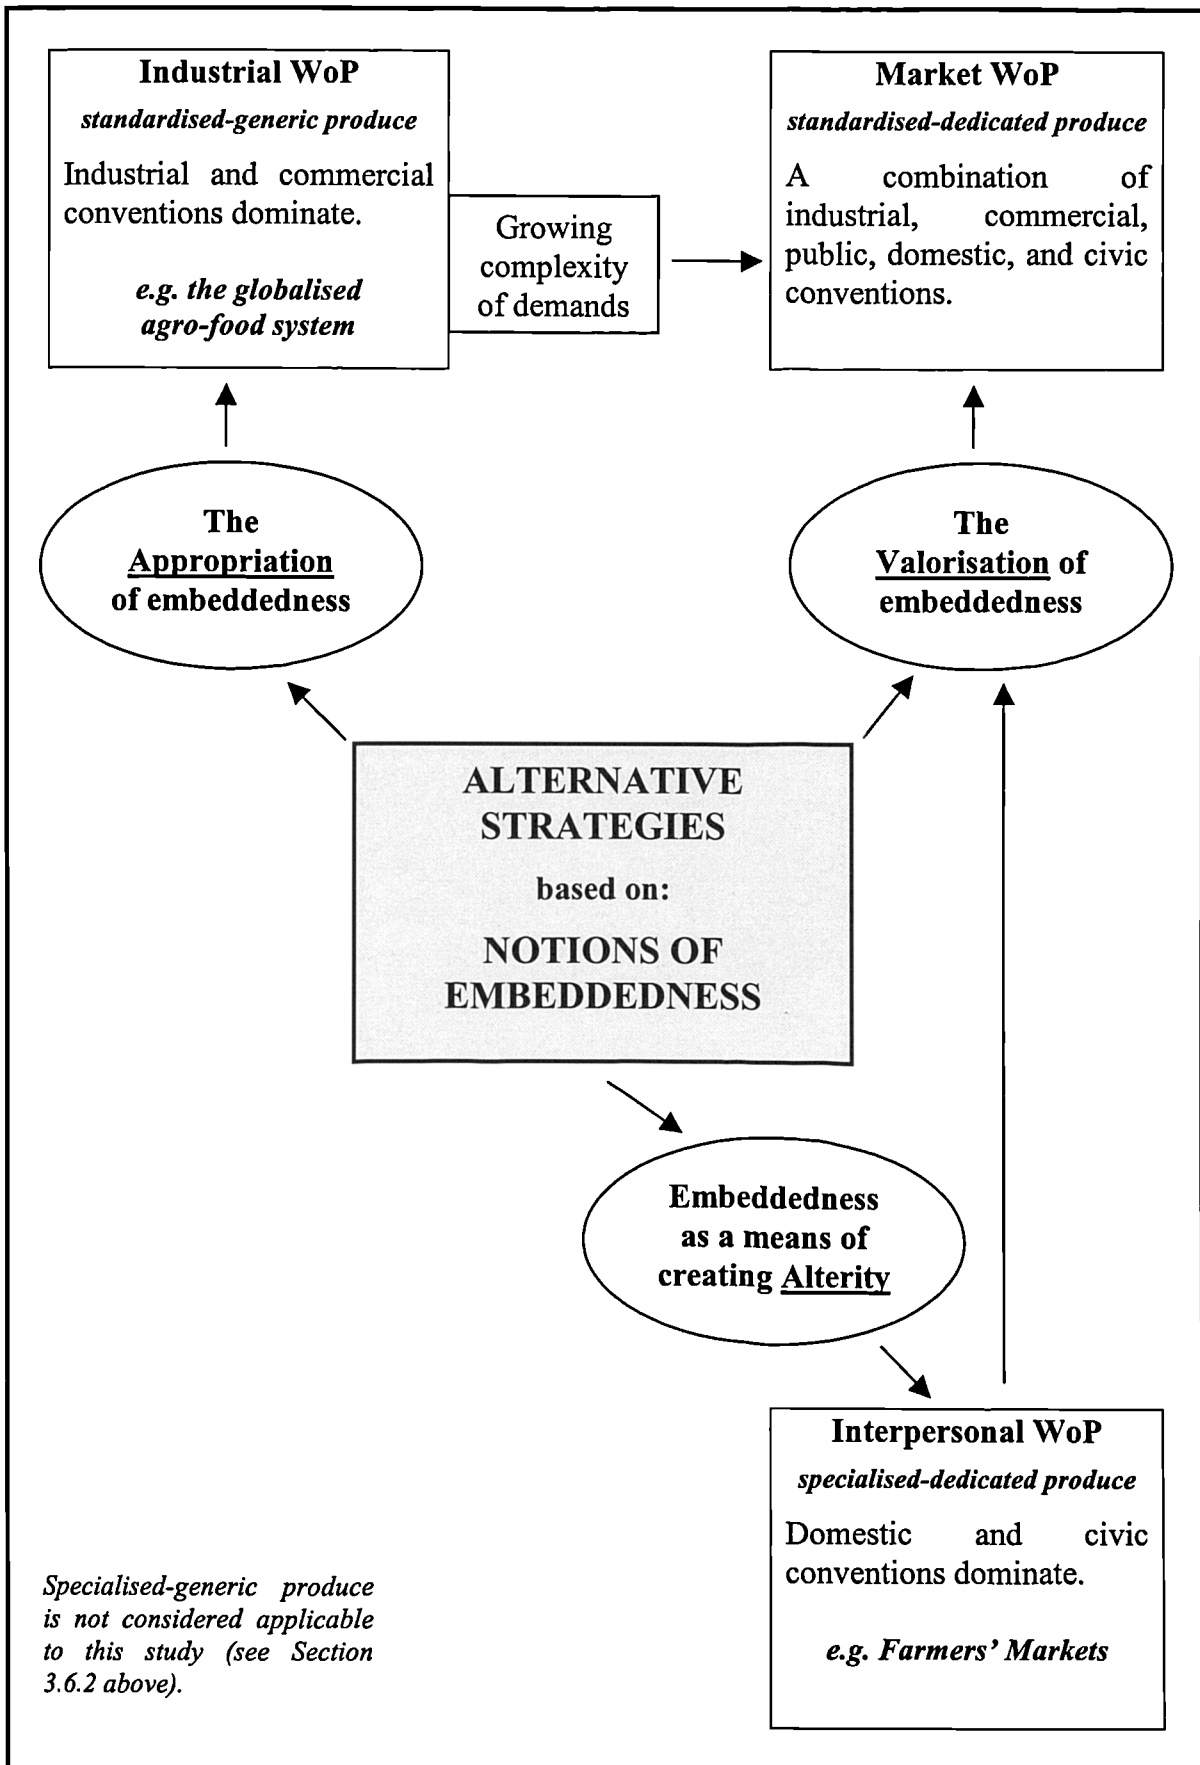 Industrial WoP
standardised-generic produce
Industrial and commercial
conventions dominate.
e.g. the globalised
agro-food system
Growing
complexity
of demands
Market WoP
standardised-dedicated produce
A combination of
industrial, commercial,
public, domestic, and civic
conventions.
The
Appropriation
of embeddedness
The
Valorisation of
embeddedness
ALTERNATIVE
STRATEGIES
based on:
NOTIONS OF
EMBEDDEDNESS
Embeddedness
as a means of
creating Alterity
Interpersonal WoP
specialised-dedicated produce
Domestic and civic
conventions dominate.
e.g. Farmers' Markets
Specialised-generic produce
is not considered applicable
to this study (see Section
3.6.2 above).